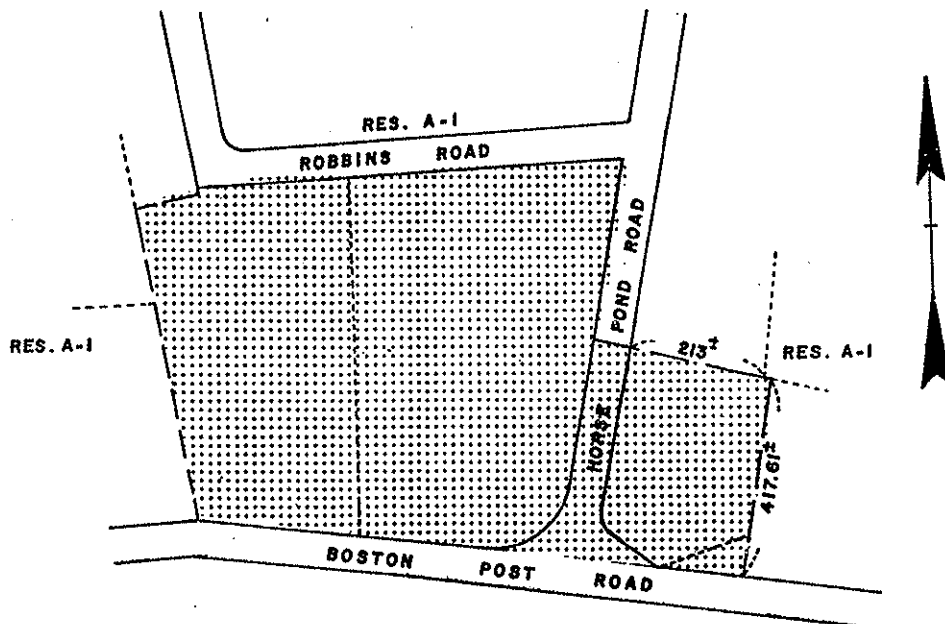 RES. A-1
ROBBINS ROAD
HORSE POND ROAD
RES. A-1
213±
RES. A-1
417.61±
BOSTON POST ROAD